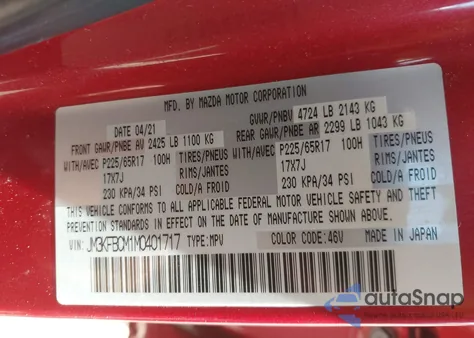 MFD. BY MAZDA MOTOR CORPORATION
DATE 04/21 GVWR/PNBV 4724 LB 2143 KG
FRONT GAWR/PNBE AV 2425 LB 1100 KG REAR GAWR/PNBE AR 2299 LB 1043 KG
WITH/AVEC P225/65R17 100H TIRES/PNEUS WITH/AVEC P225/65R17 100H TIRES/PNEUS
17X7J RIMS/JANTES 17X7J RIMS/JANTES
230 KPA/34 PSI COLD/A FROID 230 KPA/34 PSI COLD/A FROID
THIS VEHICLE CONFORMS TO ALL APPLICABLE FEDERAL MOTOR VEHICLE SAFETY AND THEFT
PREVENTION STANDARDS IN EFFECT ON THE DATE OF MANUFACTURE SHOWN ABOVE.
VIN: JM3KFBCM1M0401717 TYPE: MPV COLOR CODE: 46V MADE IN JAPAN
autoSnap